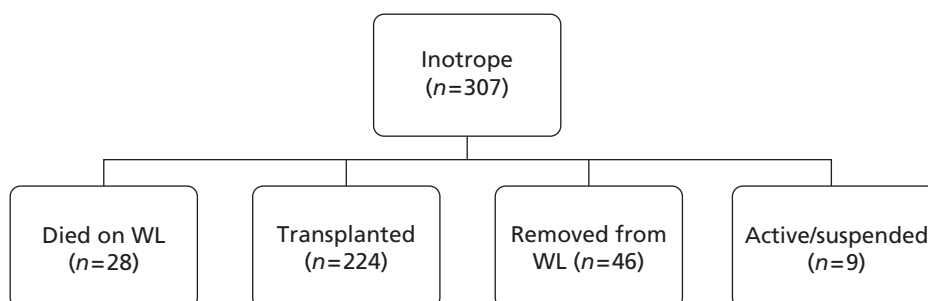 Inotrope
(n=307)
Died on WL
(n=28)
Transplanted
(n=224)
Removed from
WL (n=46)
Active/suspended
(n=9)